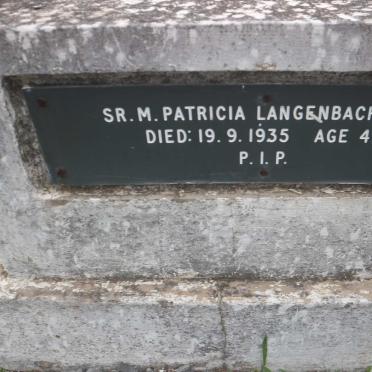 SR. M. PATRICIA LANGENBACH
DIED: 19. 9. 1935 AGE 4
P. I. P.